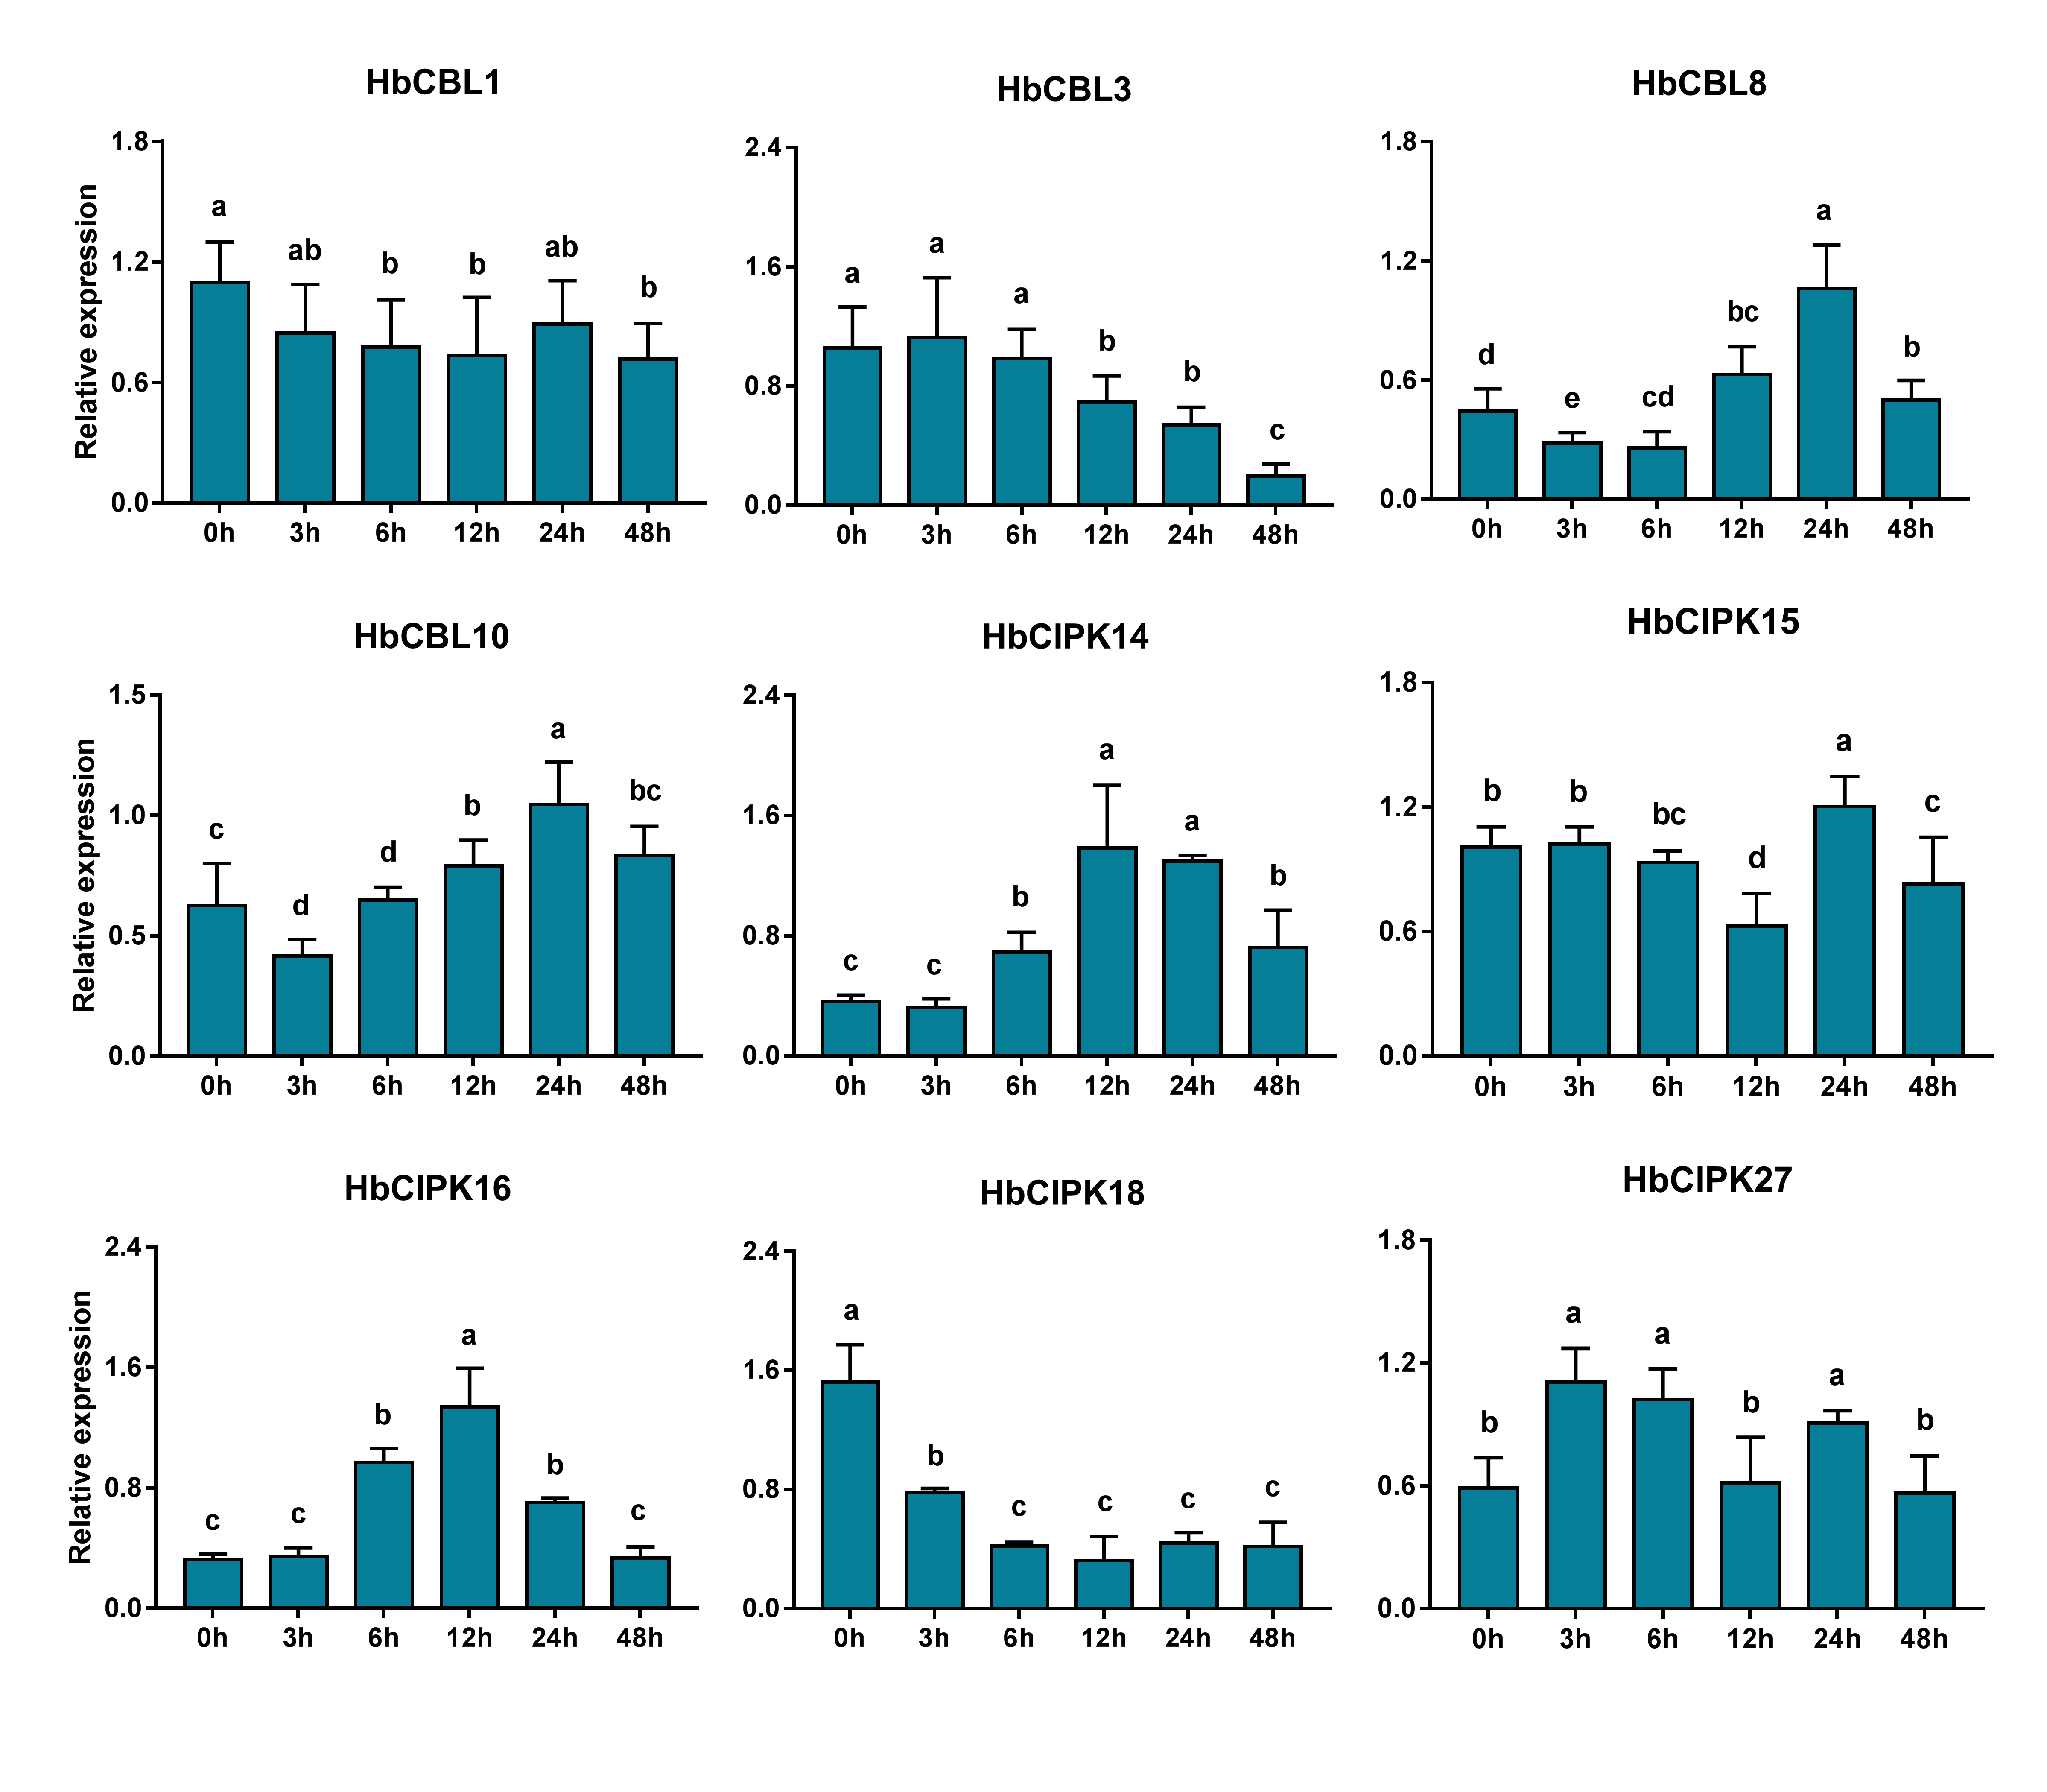 HbCBL1
Relative expression
1.8
1.2
0.6
0.0
a
ab
b
b
ab
b
0h 3h 6h 12h 24h 48h
HbCBL3
2.4
1.6
0.8
0.0
a
a
a
b
b
c
0h 3h 6h 12h 24h 48h
HbCBL8
1.8
1.2
0.6
0.0
d
e
cd
bc
a
b
0h 3h 6h 12h 24h 48h
HbCBL10
Relative expression
1.5
1.0
0.5
0.0
c
d
d
b
a
bc
0h 3h 6h 12h 24h 48h
HbCIPK14
2.4
1.6
0.8
0.0
c
c
b
a
a
b
0h 3h 6h 12h 24h 48h
HbCIPK15
1.8
1.2
0.6
0.0
b
b
bc
d
a
c
0h 3h 6h 12h 24h 48h
HbCIPK16
Relative expression
2.4
1.6
0.8
0.0
c
c
b
a
b
c
0h 3h 6h 12h 24h 48h
HbCIPK18
2.4
1.6
0.8
0.0
a
b
c
c
c
c
0h 3h 6h 12h 24h 48h
HbCIPK27
1.8
1.2
0.6
0.0
b
a
a
b
a
b
0h 3h 6h 12h 24h 48h